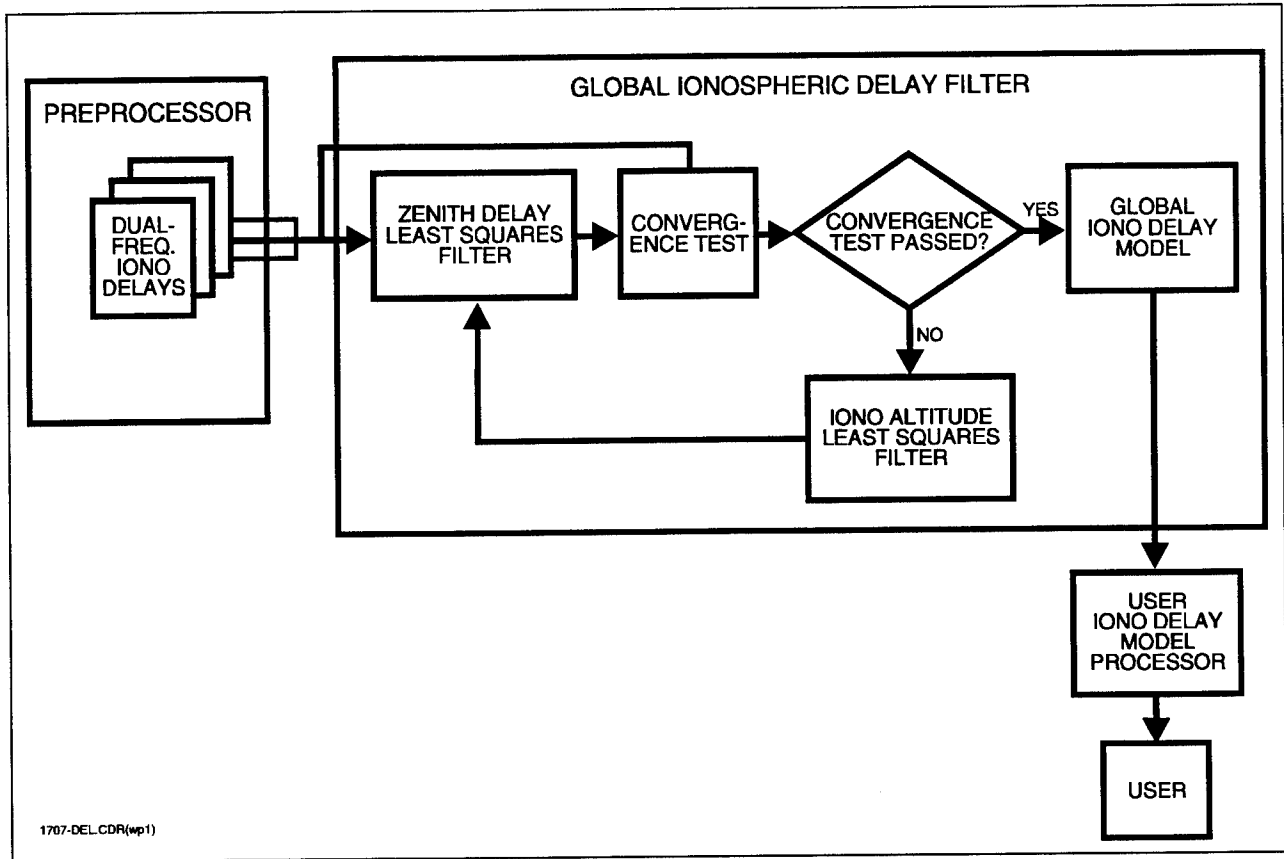 GLOBAL IONOSPHERIC DELAY FILTER
PREPROCESSOR
DUAL-
FREQ.
IONO
DELAYS
ZENITH DELAY
LEAST SQUARES
FILTER
CONVERG-
ENCE TEST
CONVERGENCE
TEST PASSED?
YES
GLOBAL
IONO DELAY
MODEL
NO
IONO ALTITUDE
LEAST SQUARES
FILTER
USER
IONO DELAY
MODEL
PROCESSOR
USER
1707-DEL.CDR(wp1)